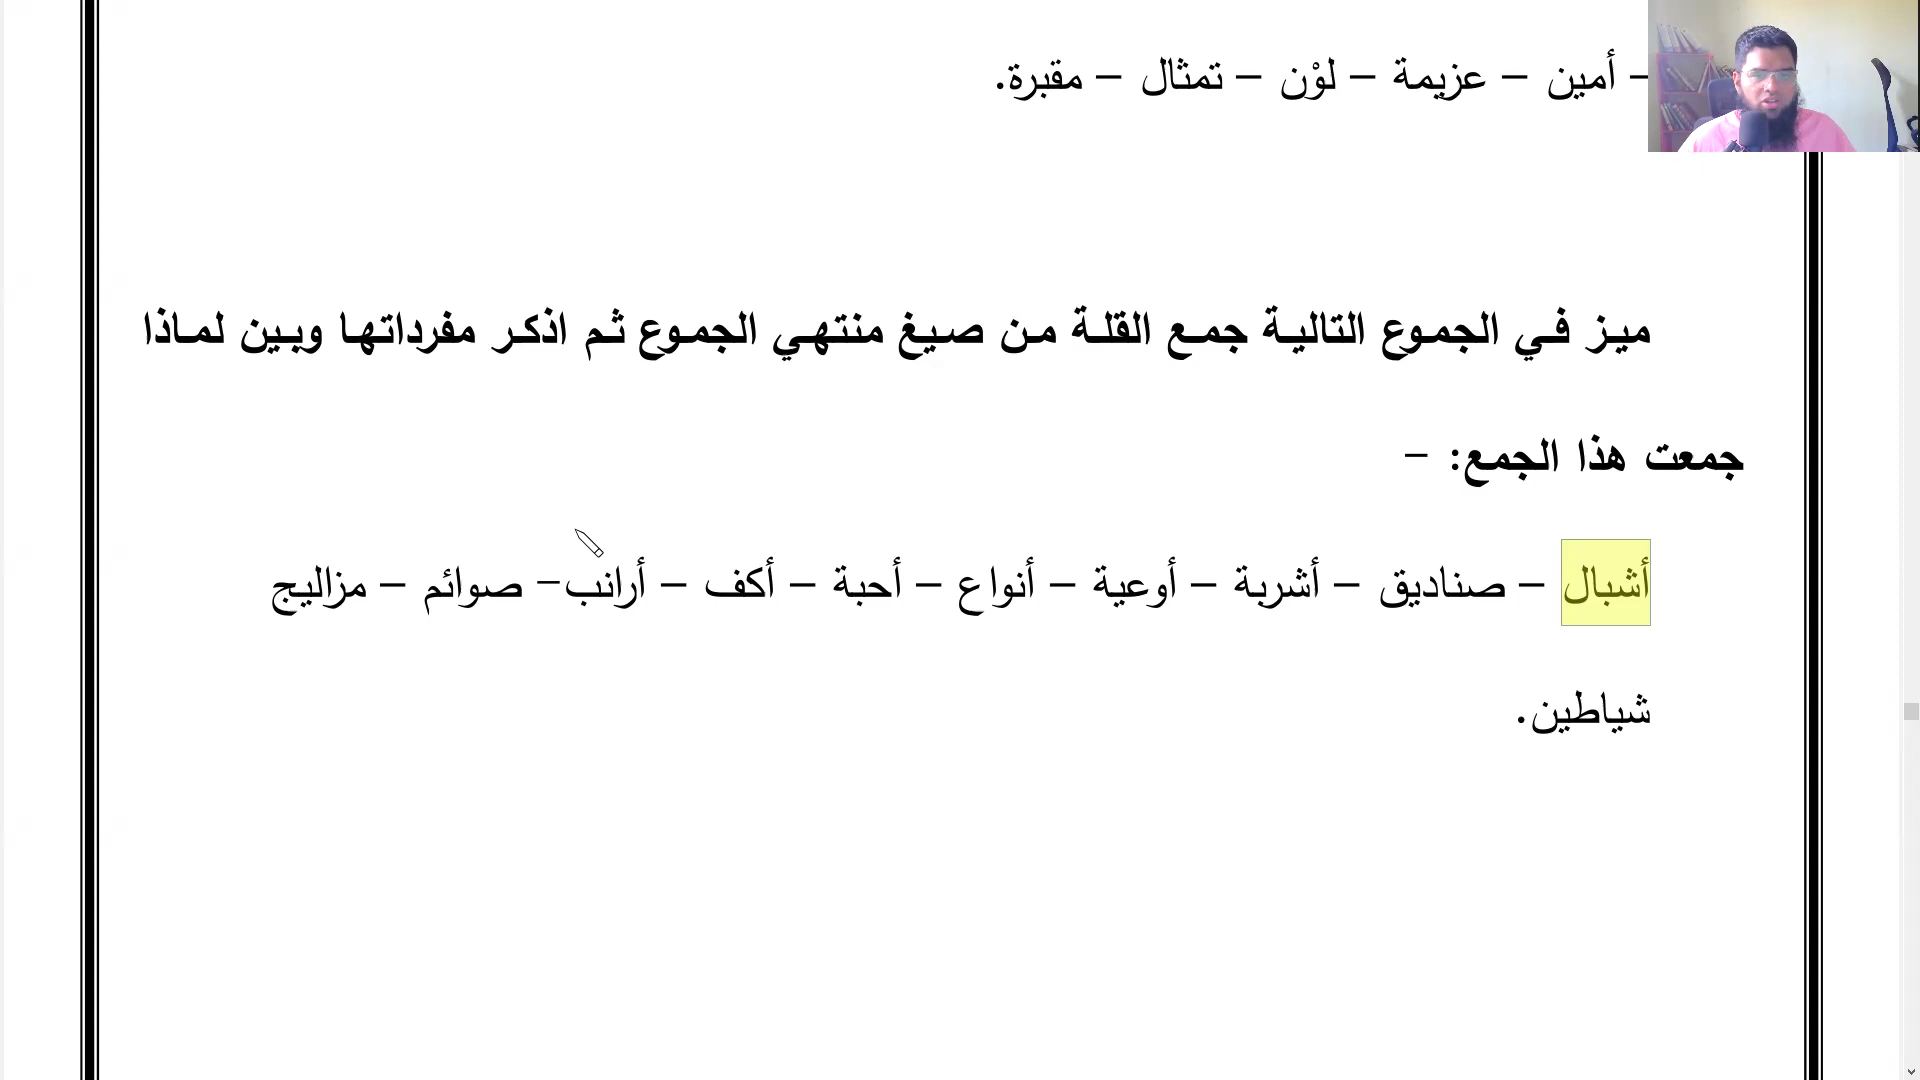 – أمين – عزيمة – لوْن – تمثال – مقبرة.
ميز في الجموع التالية جمع القلة من صيغ منتهي الجموع ثم اذكر مفرداتها وبين لماذا
جمعت هذا الجمع: –
أشبال – صناديق – أشربة – أوعية – أنواع – أحبة – أكف – أرانب– صوائم – مزاليج
شياطين.